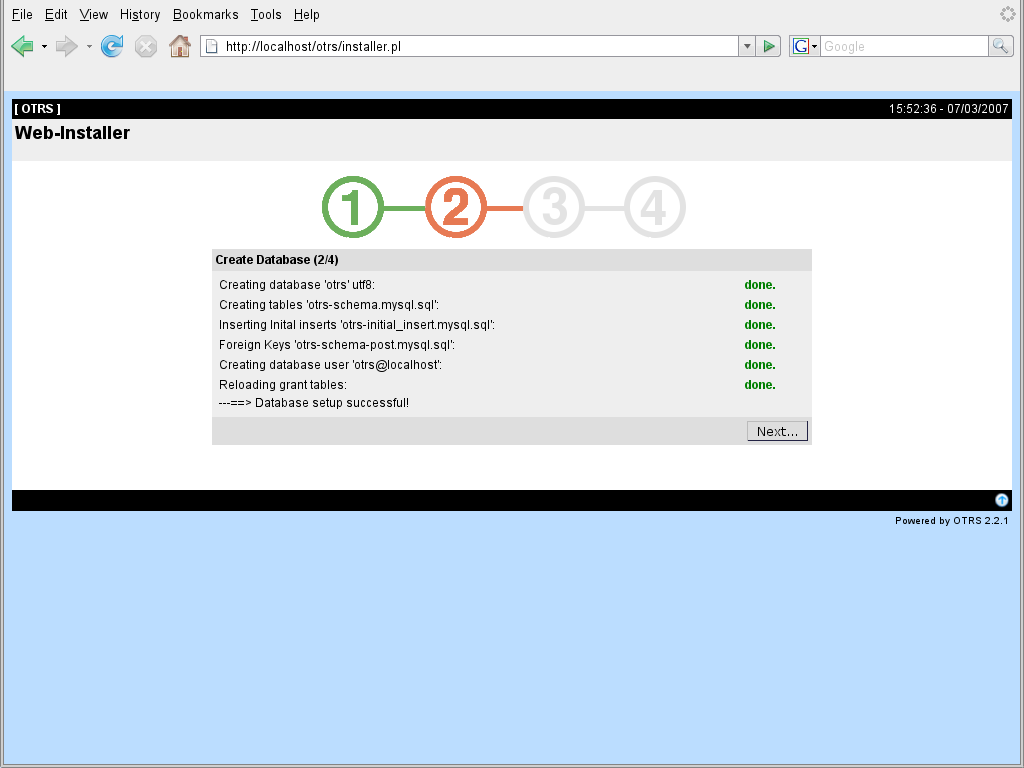 File Edit View History Bookmarks Tools Help
http://localhost/otrs/installer.pl G Google
[ OTRS ] 15:52:36 - 07/03/2007
Web-Installer
1 2 3 4
Create Database (2/4)
Creating database 'otrs' utf8: done.
Creating tables 'otrs-schema.mysql.sql': done.
Inserting Inital inserts 'otrs-initial_insert.mysql.sql': done.
Foreign Keys 'otrs-schema-post.mysql.sql': done.
Creating database user 'otrs@localhost': done.
Reloading grant tables: done.
---==> Database setup successful!
Next...
Powered by OTRS 2.2.1